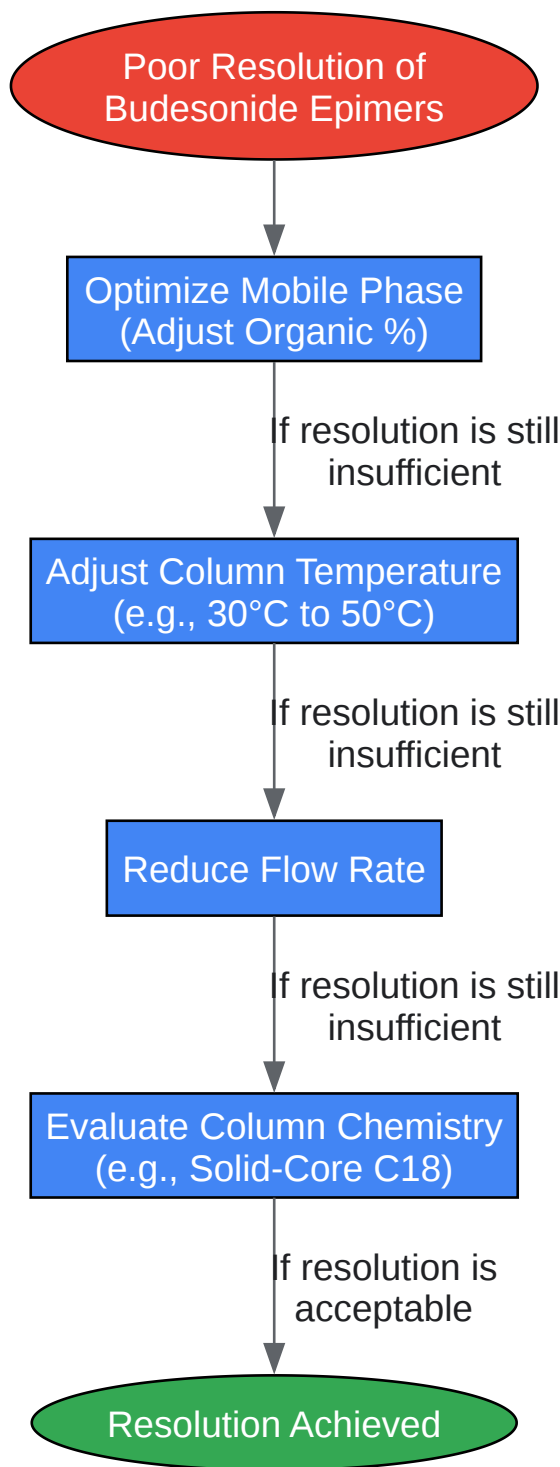 Poor Resolution of
Budesonide Epimers
Optimize Mobile Phase
(Adjust Organic %)
If resolution is still
insufficient
Adjust Column Temperature
(e.g., 30°C to 50°C)
If resolution is still
insufficient
Reduce Flow Rate
If resolution is still
insufficient
Evaluate Column Chemistry
(e.g., Solid-Core C18)
If resolution is
acceptable
Resolution Achieved